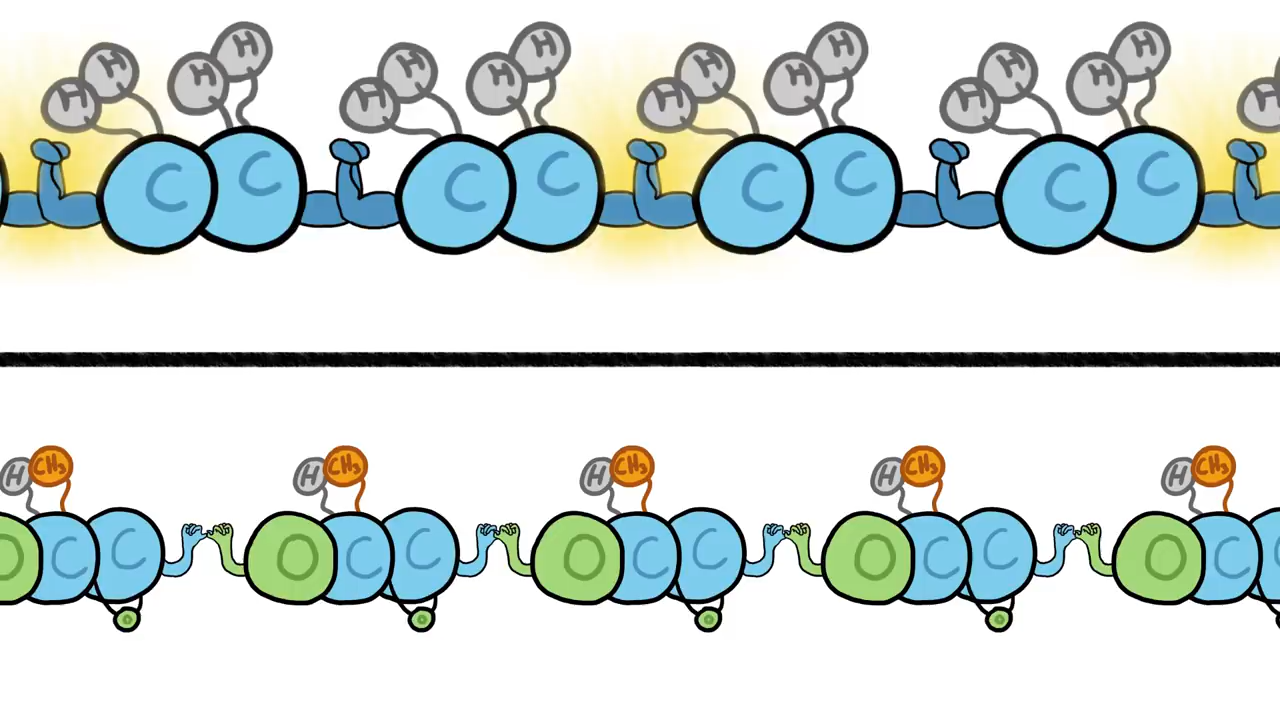 H H H H H H H H H H H H H H H H H
C C C C C C C C
H CH₃ H CH₃ H CH₃ H CH₃ H CH₃
O C C O C C O C C O C C O C C
O O O O